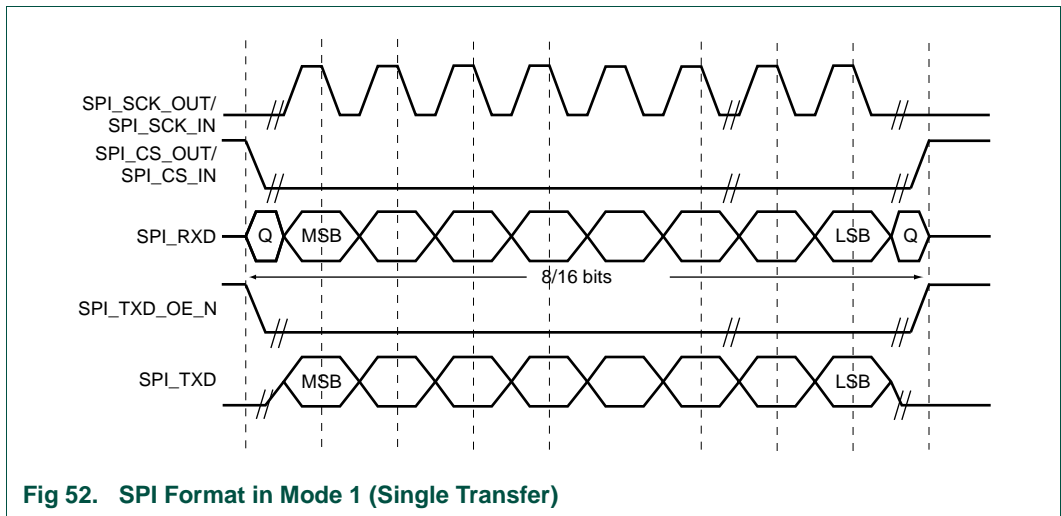 SPI_SCK_OUT/
SPI_SCK_IN
SPI_CS_OUT/
SPI_CS_IN
SPI_RXD
Q
MSB
LSB
Q
8/16 bits
SPI_TXD_OE_N
SPI_TXD
MSB
LSB
Fig 52. SPI Format in Mode 1 (Single Transfer)